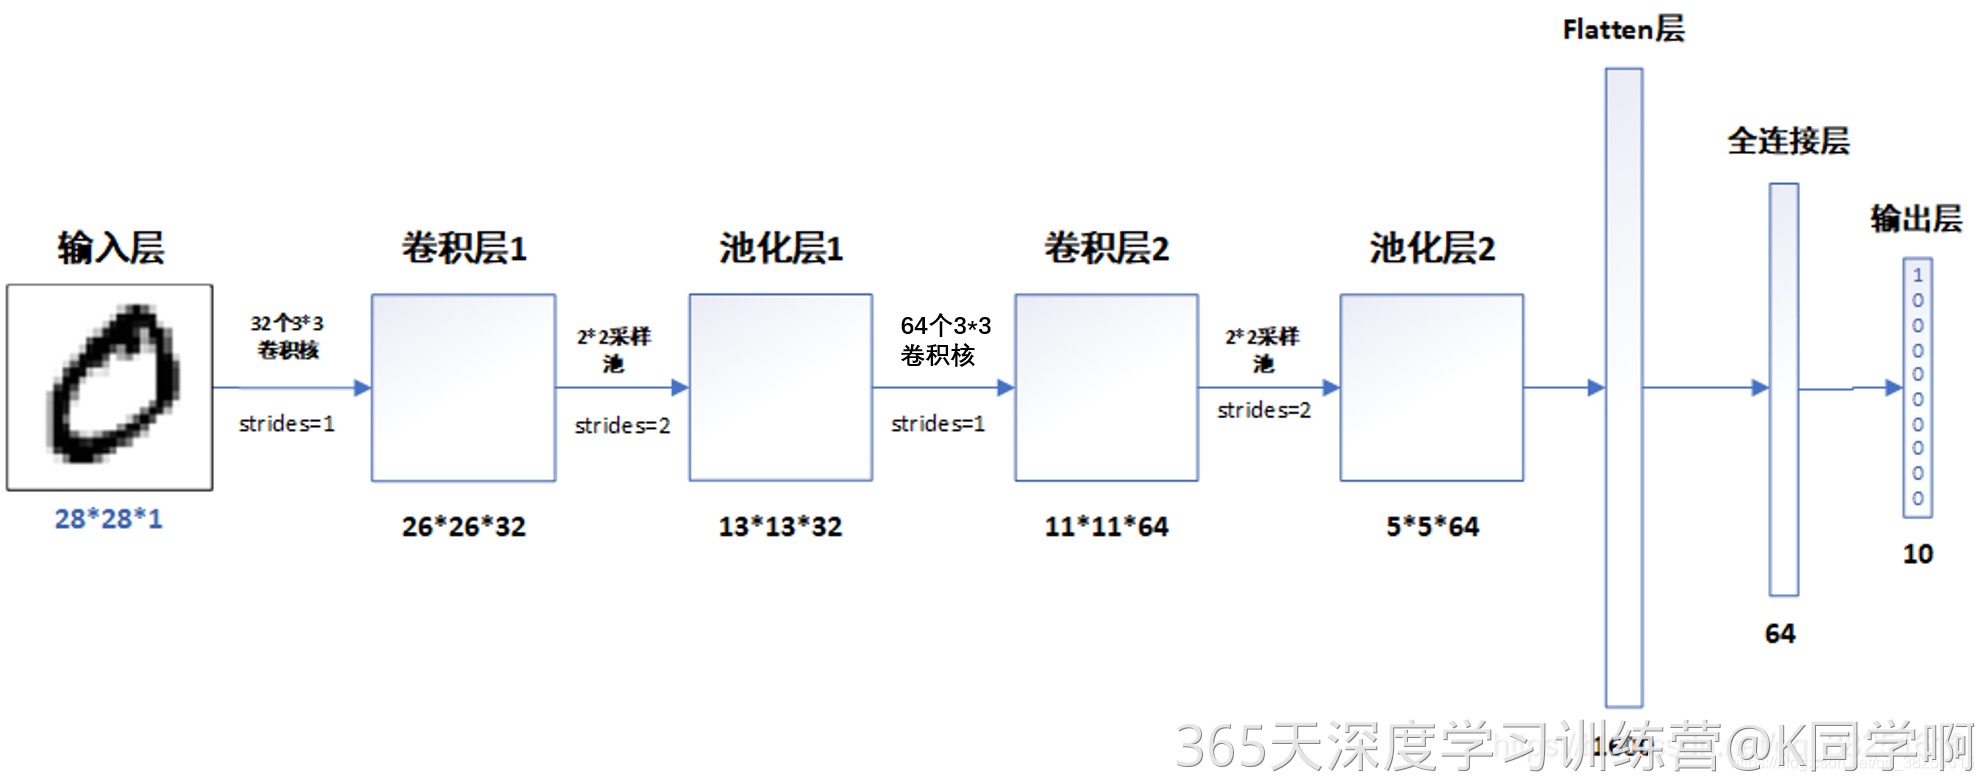 Flatten层
全连接层
输出层
输入层
卷积层1
池化层1
卷积层2
池化层2
32个3*3
卷积核
strides=1
2*2采样
池
strides=2
64个3*3
卷积核
strides=1
2*2采样
池
strides=2
1
0
0
0
0
0
0
0
0
0
28*28*1
26*26*32
13*13*32
11*11*64
5*5*64
10
64
1600
365天深度学习训练营@K同学啊